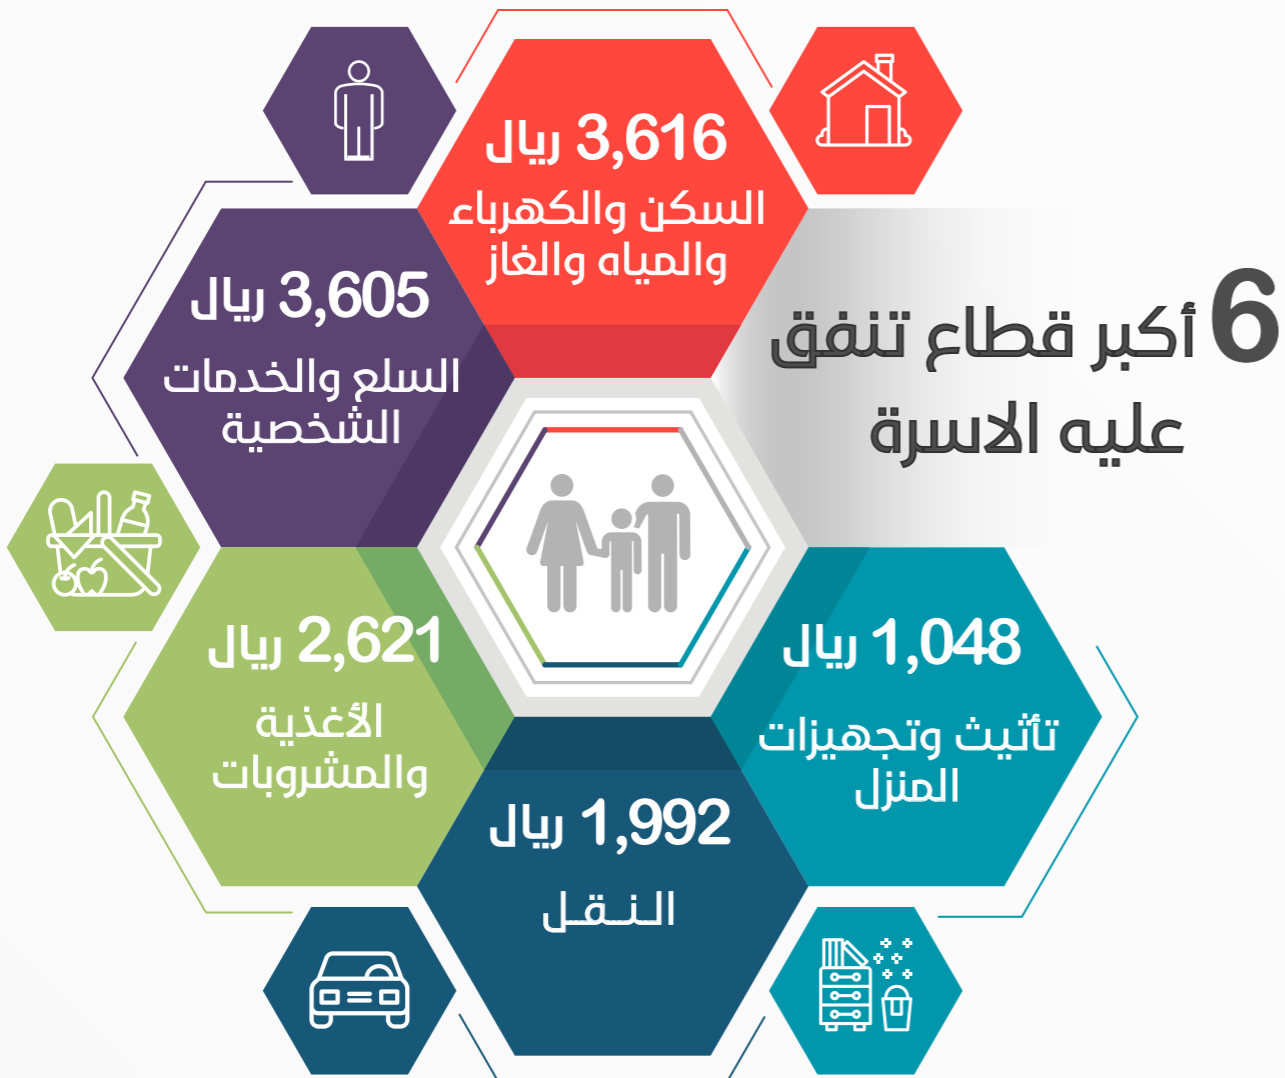 6 أكبر قطاع تنفق
عليه الاسرة
3,616 ريال
السكن والكهرباء
والمياه والغاز
3,605 ريال
السلع والخدمات
الشخصية
2,621 ريال
الأغذية
والمشروبات
1,992 ريال
النـقـل
1,048 ريال
تأثيث وتجهيزات
المنزل